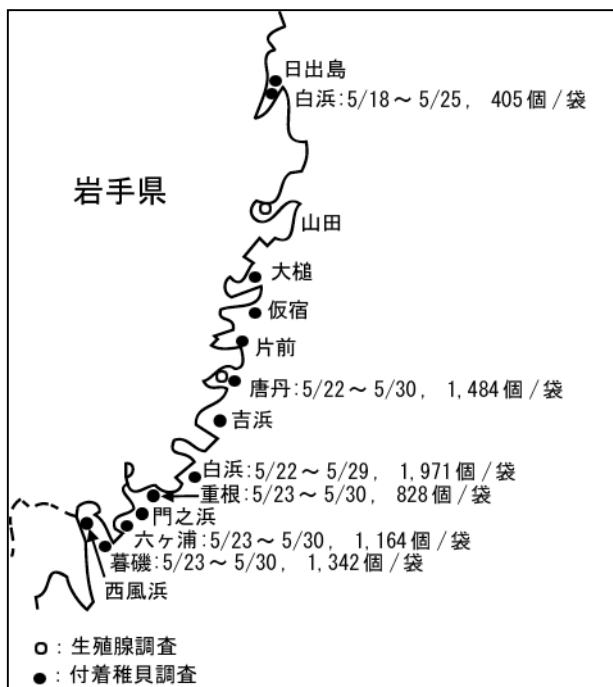 日出島
白浜:5/18～5/25, 405個/袋
岩手県
山田
大槌
仮宿
片前
唐丹:5/22～5/30, 1,484個/袋
吉浜
白浜:5/22～5/29, 1,971個/袋
重根:5/23～5/30, 828個/袋
門之浜
六ヶ浦:5/23～5/30, 1,164個/袋
暮磯:5/23～5/30, 1,342個/袋
西風浜
○:生殖腺調査
●:付着稚貝調査